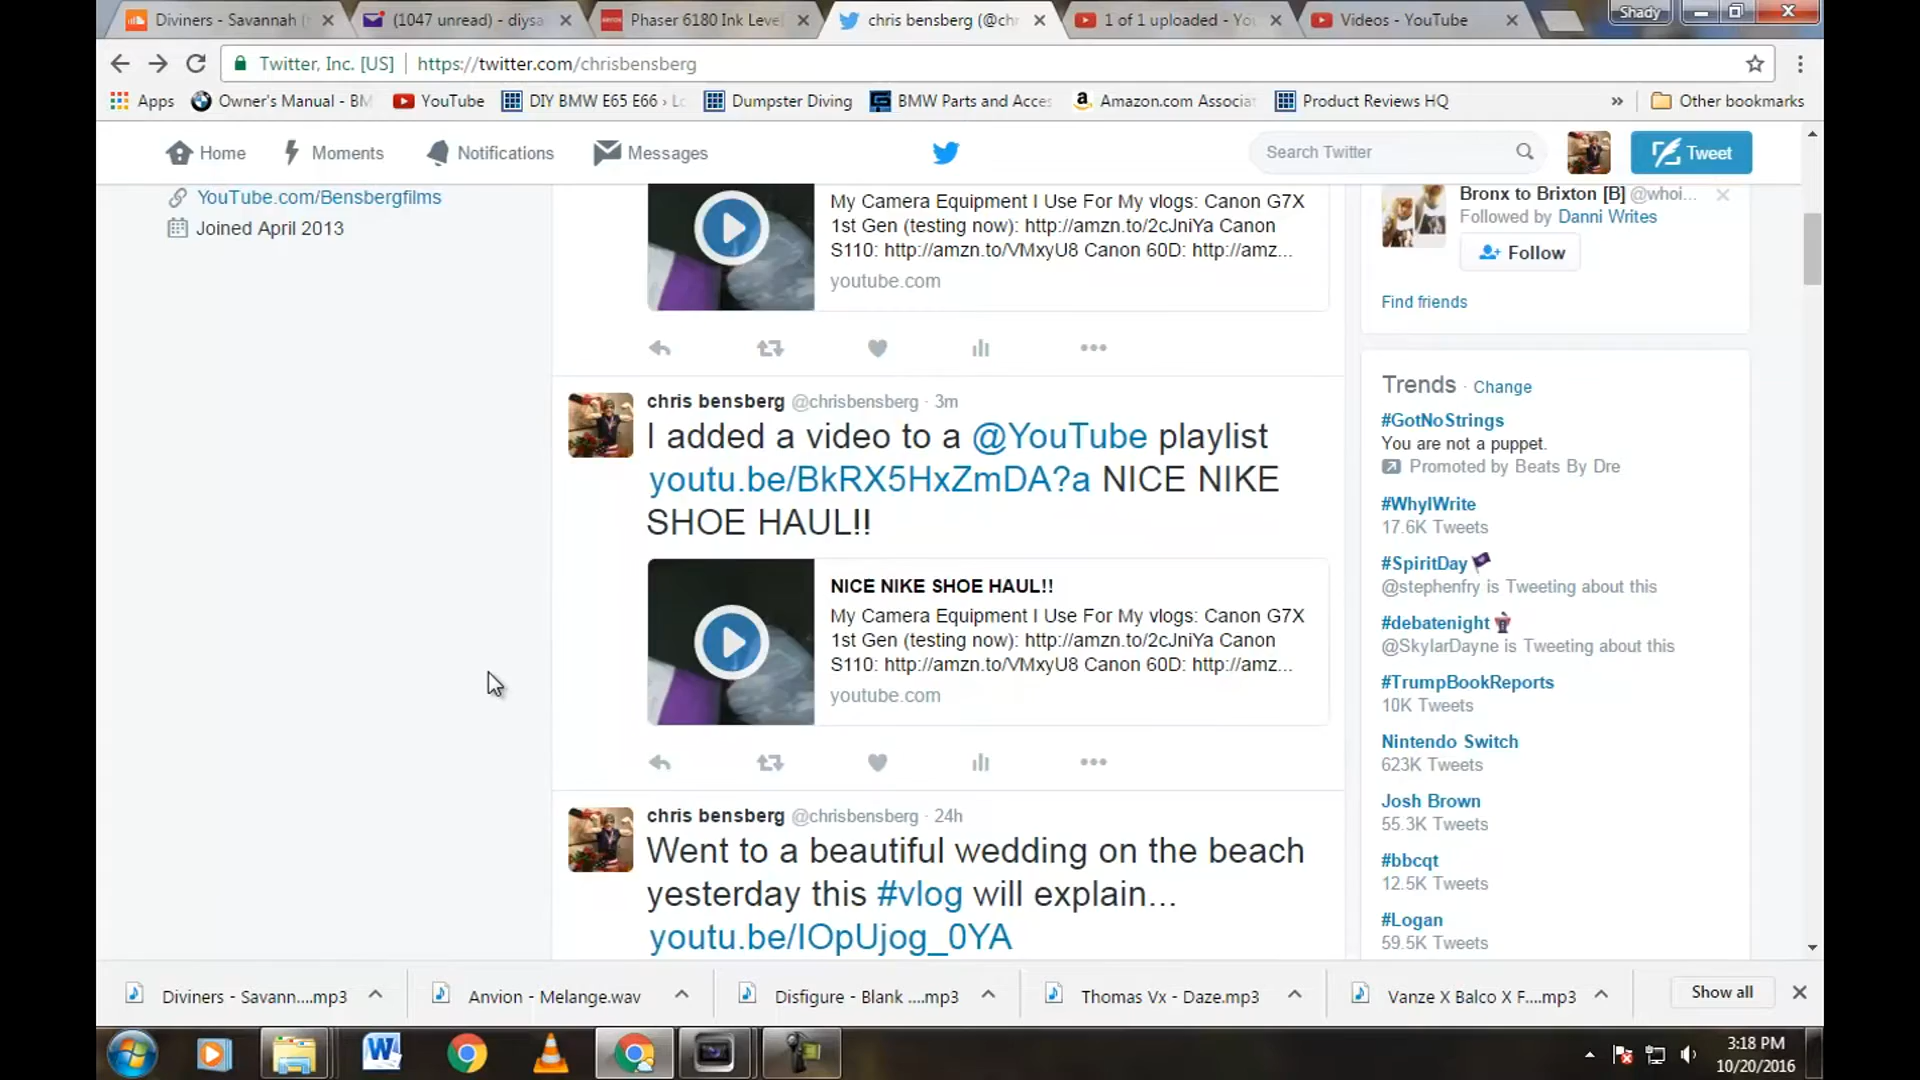 Diviners - Savannah (
(1047 unread) - diysa
Phaser 6180 Ink Leve
chris bensberg (@chr
1 of 1 uploaded - You
Videos - YouTube
Shady
Twitter, Inc. [US]
https://twitter.com/chrisbensberg
Apps
Owner's Manual - BM
YouTube
DIY BMW E65 E66 › Lo
Dumpster Diving
BMW Parts and Acces
Amazon.com Associat
Product Reviews HQ
»
Other bookmarks
Home
Moments
Notifications
Messages
Search Twitter
Tweet
YouTube.com/Bensbergfilms
Joined April 2013
My Camera Equipment I Use For My vlogs: Canon G7X
1st Gen (testing now): http://amzn.to/2cJniYa Canon
S110: http://amzn.to/VMxyU8 Canon 60D: http://amz...
youtube.com
chris bensberg @chrisbensberg · 3m
I added a video to a @YouTube playlist
youtu.be/BkRX5HxZmDA?a NICE NIKE
SHOE HAUL!!
NICE NIKE SHOE HAUL!!
My Camera Equipment I Use For My vlogs: Canon G7X
1st Gen (testing now): http://amzn.to/2cJniYa Canon
S110: http://amzn.to/VMxyU8 Canon 60D: http://amz...
youtube.com
chris bensberg @chrisbensberg · 24h
Went to a beautiful wedding on the beach
yesterday this #vlog will explain...
youtu.be/IOpUjog_0YA
Bronx to Brixton [B] @whoi...
Followed by Danni Writes
Follow
Find friends
Trends · Change
#GotNoStrings
You are not a puppet.
Promoted by Beats By Dre
#WhyIWrite
17.6K Tweets
#SpiritDay
@stephenfry is Tweeting about this
#debatenight
@SkylarDayne is Tweeting about this
#TrumpBookReports
10K Tweets
Nintendo Switch
623K Tweets
Josh Brown
55.3K Tweets
#bbcqt
12.5K Tweets
#Logan
59.5K Tweets
Diviners - Savann....mp3
Anvion - Melange.wav
Disfigure - Blank ....mp3
Thomas Vx - Daze.mp3
Vanze X Balco X F....mp3
Show all
3:18 PM
10/20/2016